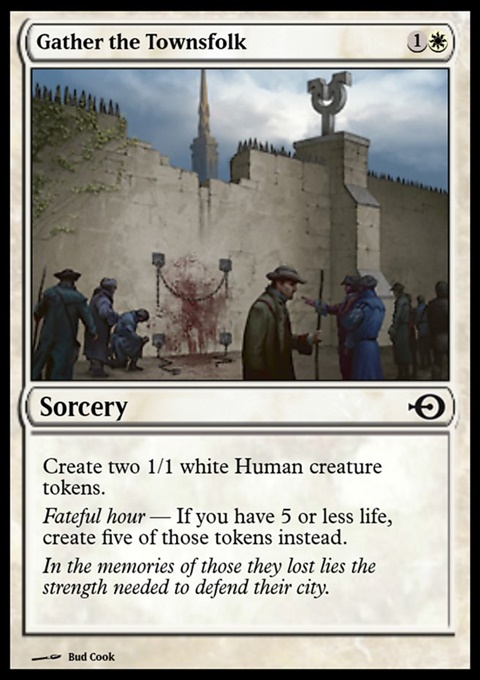 Gather the Townsfolk 1
Sorcery
Create two 1/1 white Human creature
tokens.
Fateful hour — If you have 5 or less life,
create five of those tokens instead.
In the memories of those they lost lies the
strength needed to defend their city.
Bud Cook